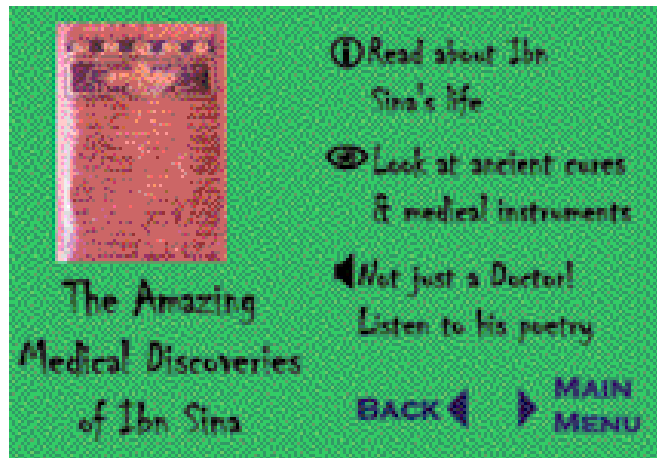 Read about Ibn
Sina's life
Look at ancient cures
& medical instruments
Not just a Doctor!
Listen to his poetry
The Amazing
Medical Discoveries
of Ibn Sina
BACK
MAIN
MENU